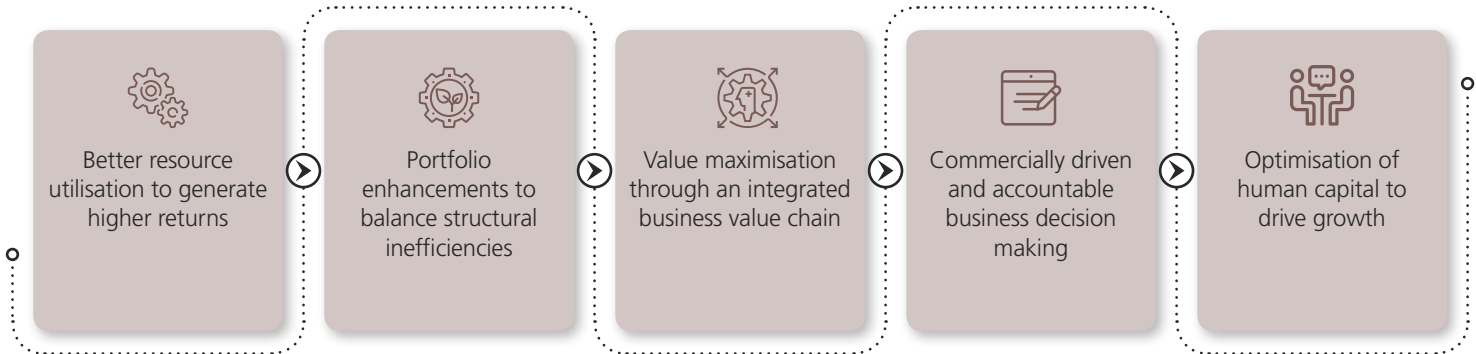 Better resource
utilisation to generate
higher returns
Portfolio
enhancements to
balance structural
inefficiencies
Value maximisation
through an integrated
business value chain
Commercially driven
and accountable
business decision
making
Optimisation of
human capital to
drive growth